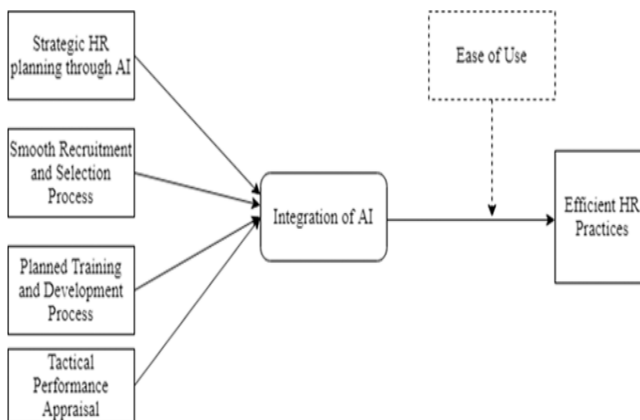 Strategic HR
planning through AI
Smooth Recruitment
and Selection
Process
Planned Training
and Development
Process
Tactical
Performance
Appraisal
Integration of AI
Ease of Use
Efficient HR
Practices